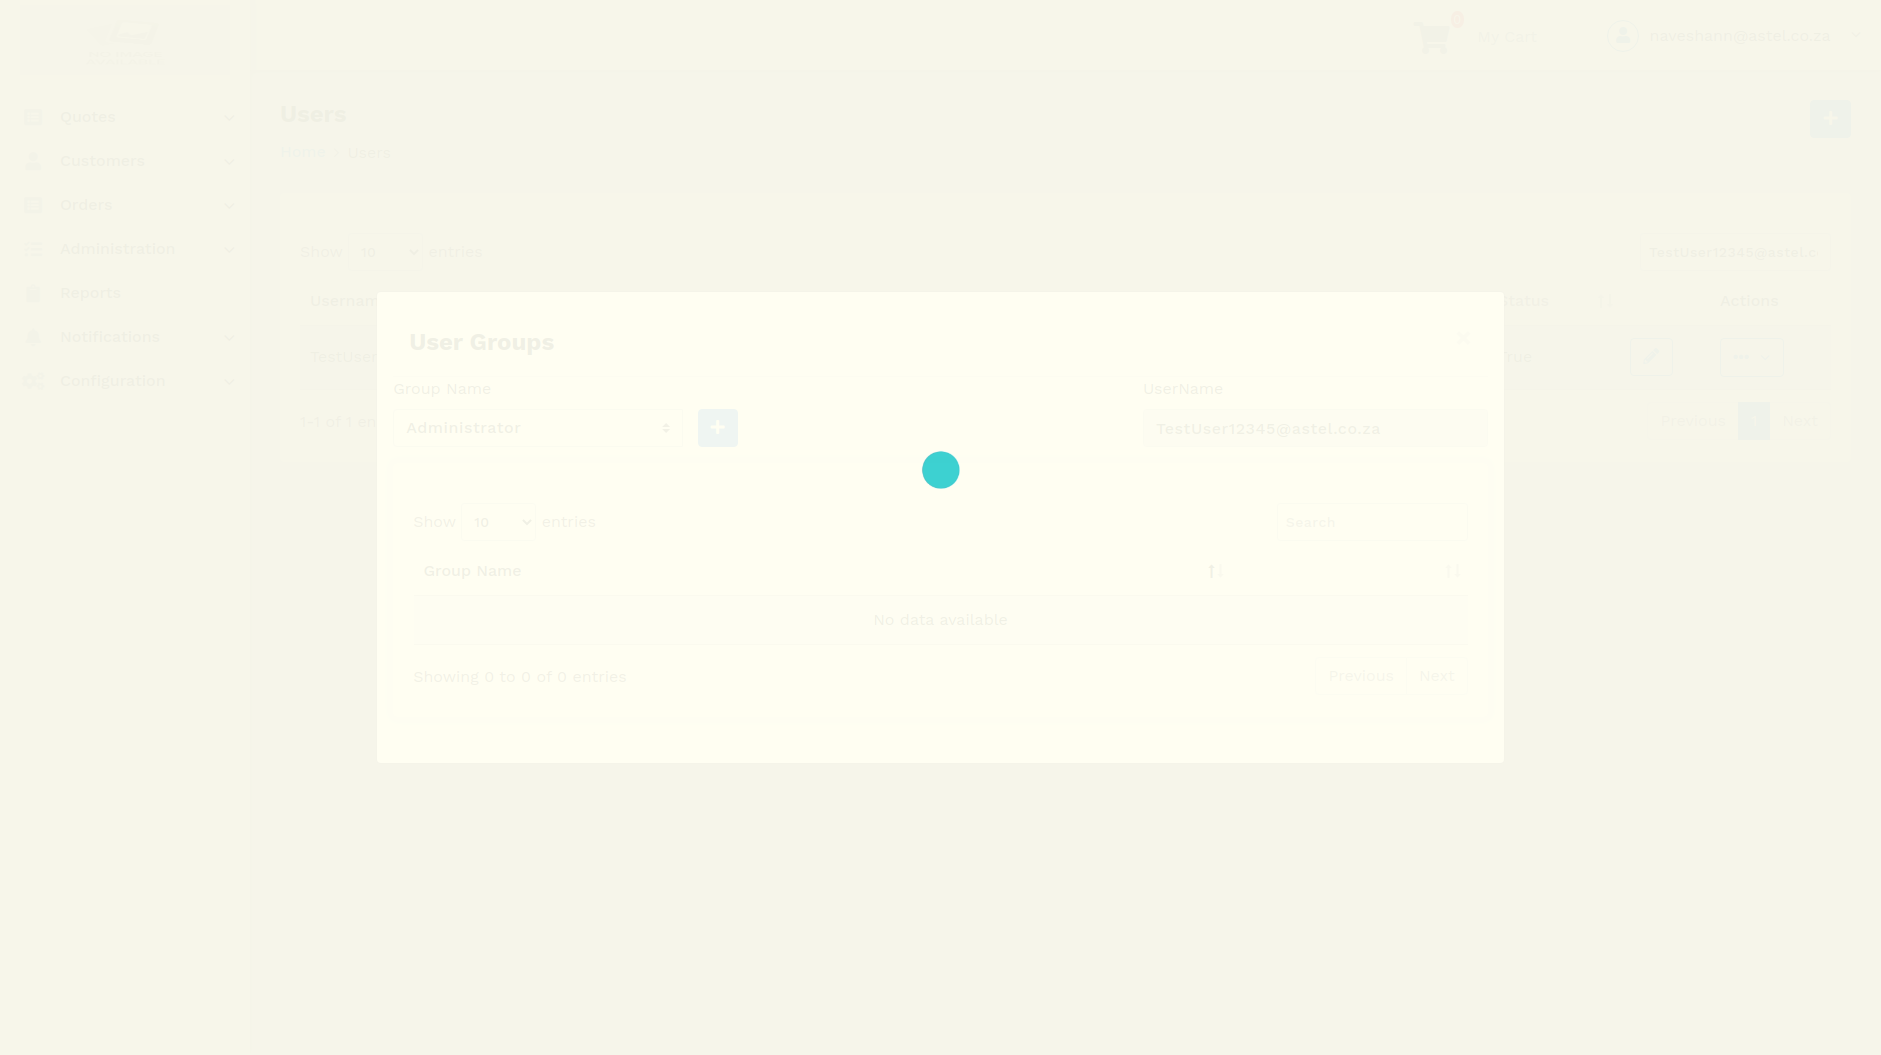 0
My Cart
naveshann@astel.co.za
Quotes
Customers
Orders
Administration
Reports
Notifications
Configuration
Users
Home
Users
Show 10 entries
TestUser12345@astel.c
Usernam
Status
Actions
TestUser
True
1-1 of 1 en
Previous
1
Next
User Groups
Group Name
UserName
Administrator
TestUser12345@astel.co.za
Show 10 entries
Search
Group Name
No data available
Showing 0 to 0 of 0 entries
Previous
Next